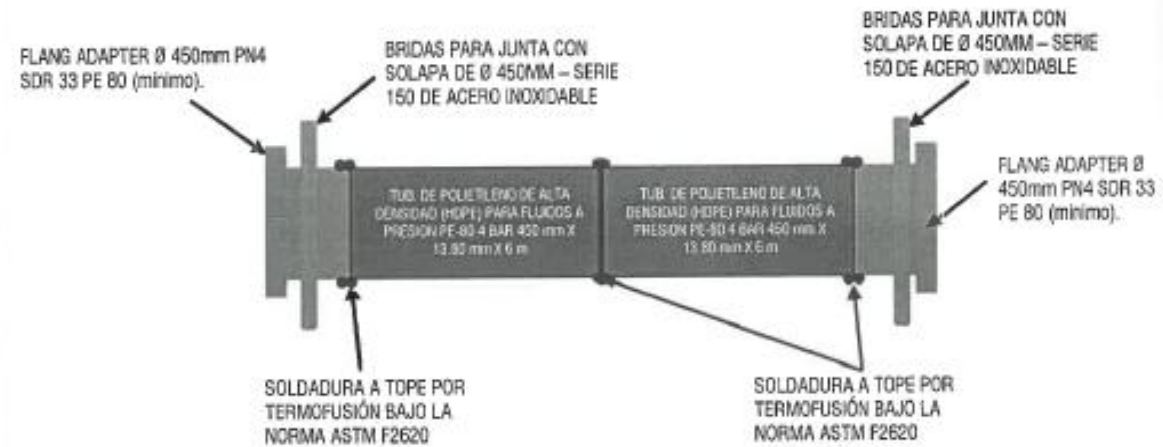 FLANG ADAPTER Ø 450mm PN4
SDR 33 PE 80 (mínimo).
BRIDAS PARA JUNTA CON
SOLAPA DE Ø 450MM – SERIE
150 DE ACERO INOXIDABLE
BRIDAS PARA JUNTA CON
SOLAPA DE Ø 450MM – SERIE
150 DE ACERO INOXIDABLE
FLANG ADAPTER Ø
450mm PN4 SDR 33
PE 80 (mínimo).
TUB. DE POLIETILENO DE ALTA
DENSIDAD (HDPE) PARA FLUIDOS A
PRESION PE-80 4 BAR 450 mm X
13.80 mm X 6 m
TUB. DE POLIETILENO DE ALTA
DENSIDAD (HDPE) PARA FLUIDOS A
PRESION PE-80 4 BAR 450 mm X
13.80 mm X 6 m
SOLDADURA A TOPE POR
TERMOFUSIÓN BAJO LA
NORMA ASTM F2620
SOLDADURA A TOPE POR
TERMOFUSIÓN BAJO LA
NORMA ASTM F2620